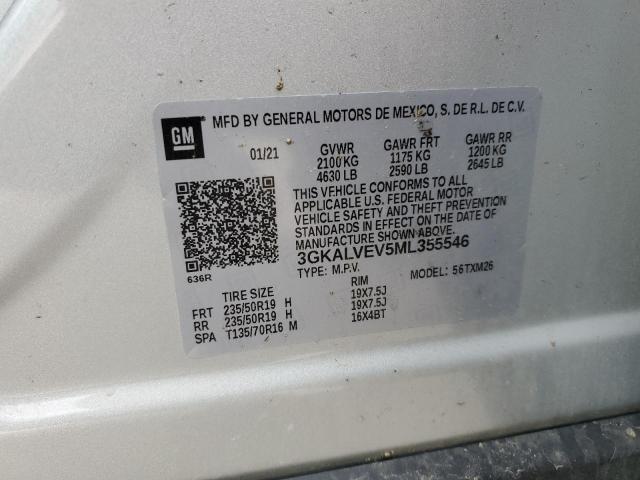 MFD BY GENERAL MOTORS DE MEXICO, S. DE R.L. DE C.V.
GM
01/21 GVWR GAWR FRT GAWR RR
2100 KG 1175 KG 1200 KG
4630 LB 2590 LB 2645 LB
THIS VEHICLE CONFORMS TO ALL
APPLICABLE U.S. FEDERAL MOTOR
VEHICLE SAFETY AND THEFT PREVENTION
STANDARDS IN EFFECT ON THE DATE OF
MANUFACTURE SHOWN ABOVE.
3GKALVEV5ML355546
636R
TYPE: M.P.V. MODEL: 56TXM26
TIRE SIZE RIM
FRT 235/50R19 H 19X7.5J
RR 235/50R19 H 19X7.5J
SPA T135/70R16 M 16X4BT